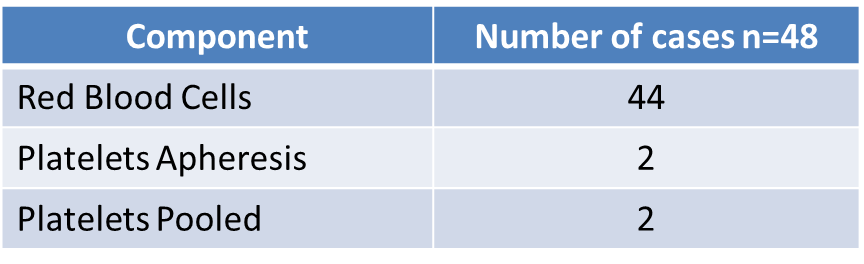 Component Number of cases n=48
Red Blood Cells 44
Platelets Apheresis 2
Platelets Pooled 2